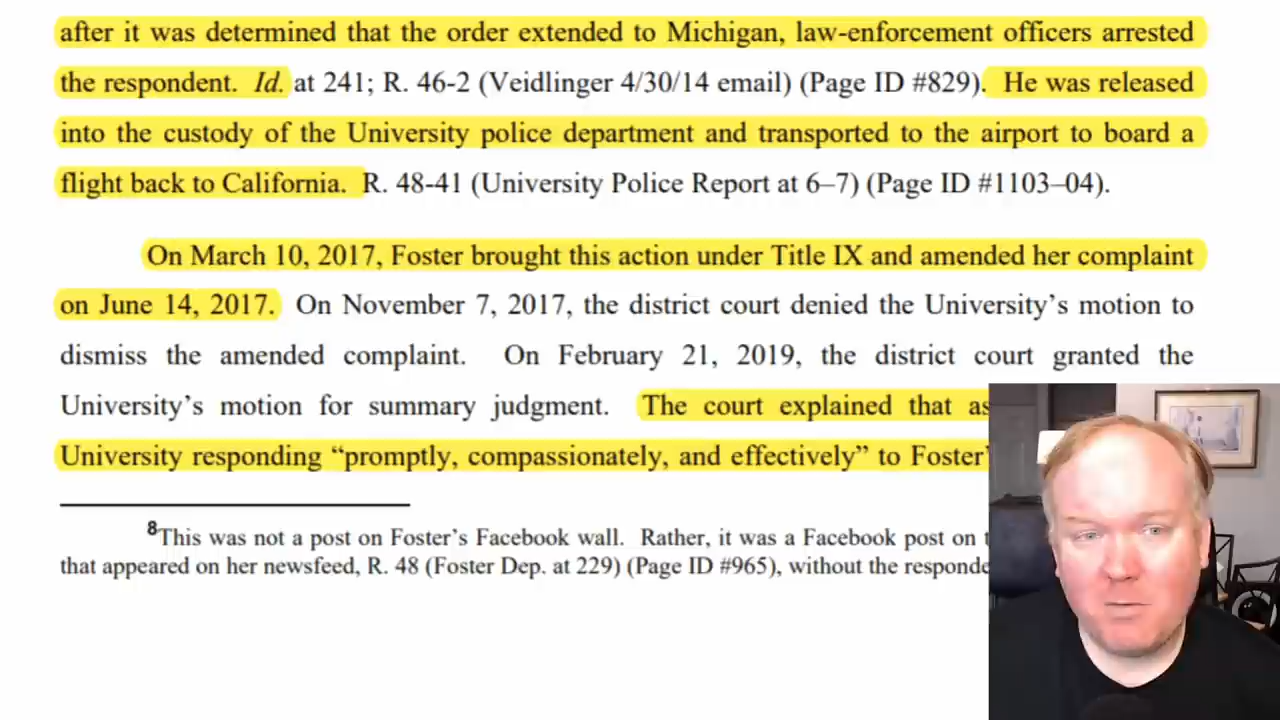 after it was determined that the order extended to Michigan, law-enforcement officers arrested
the respondent. Id. at 241; R. 46-2 (Veidlinger 4/30/14 email) (Page ID #829). He was released
into the custody of the University police department and transported to the airport to board a
flight back to California. R. 48-41 (University Police Report at 6–7) (Page ID #1103–04).
On March 10, 2017, Foster brought this action under Title IX and amended her complaint
on June 14, 2017. On November 7, 2017, the district court denied the University’s motion to
dismiss the amended complaint. On February 21, 2019, the district court granted the
University’s motion for summary judgment. The court explained that as
University responding “promptly, compassionately, and effectively” to Foster’
8This was not a post on Foster’s Facebook wall. Rather, it was a Facebook post on
that appeared on her newsfeed, R. 48 (Foster Dep. at 229) (Page ID #965), without the